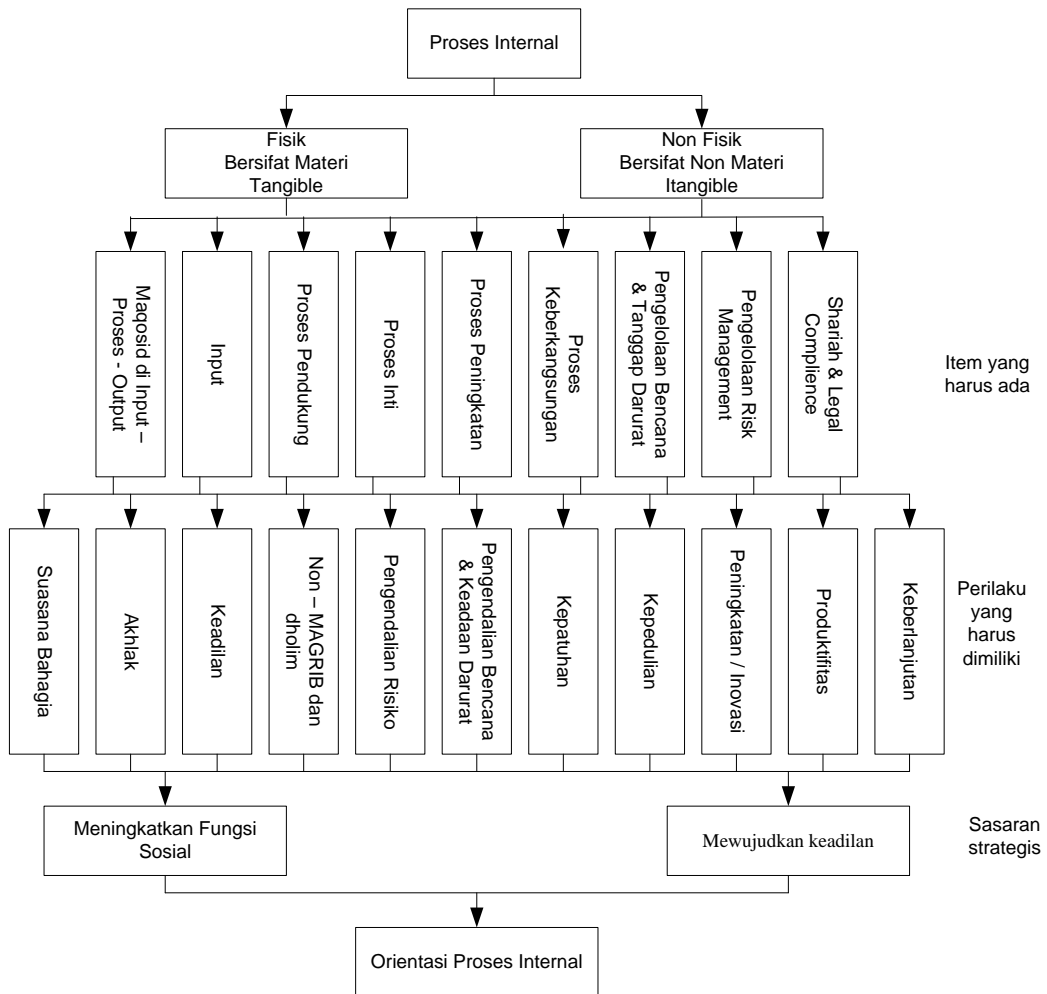 Proses Internal
Fisik
Bersifat Materi
Tangible
Non Fisik
Bersifat Non Materi
Itangible
Maqosid di Input –
Proses - Output
Input
Proses Pendukung
Proses Inti
Proses Peningkatan
Proses
Keberkangsungan
Pengelolaan Bencana
& Tanggap Darurat
Pengelolaan Risk
Management
Shariah & Legal
Complience
Item yang
harus ada
Suasana Bahagia
Akhlak
Keadilan
Non – MAGRIB dan
dholim
Pengendalian Risiko
Pengendalian Bencana
& Keadaan Darurat
Kepatuhan
Kepedulian
Peningkatan / Inovasi
Produktifitas
Keberlanjutan
Perilaku
yang
harus
dimiliki
Meningkatkan Fungsi
Sosial
Mewujudkan keadilan
Sasaran
strategis
Orientasi Proses Internal